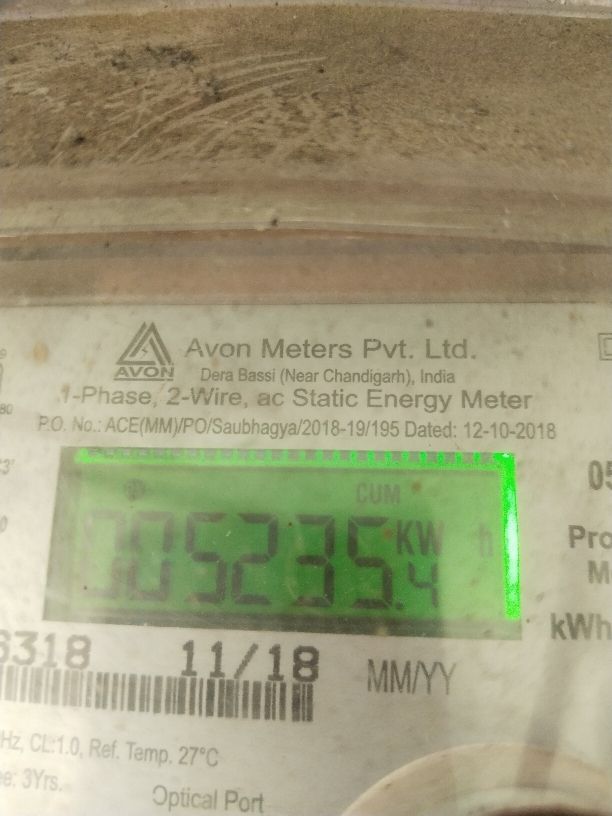 Avon Meters Pvt. Ltd.
AVON
Dera Bassi (Near Chandigarh), India
1-Phase, 2-Wire, ac Static Energy Meter
P.O. No.: ACE(MM)/PO/Saubhagya/2018-19/195 Dated: 12-10-2018
CUM
005235.4 KW h
6318 11/18 MM/YY
Hz, CL:1.0, Ref. Temp. 27°C
3Yrs.
Optical Port
05
Pro
M
kWh